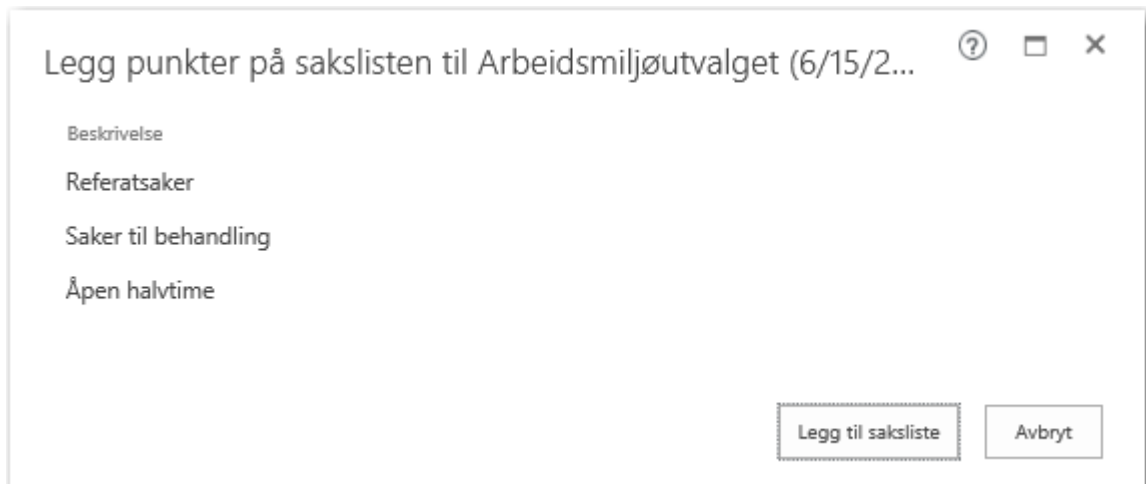 Legg punkter på sakslisten til Arbeidsmiljøutvalget (6/15/2...
Beskrivelse
Referatsaker
Saker til behandling
Åpen halvtime
Legg til saksliste
Avbryt